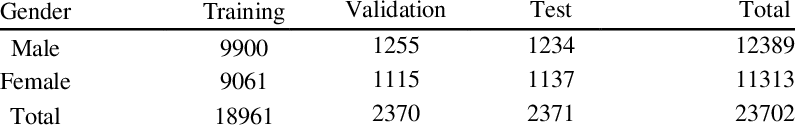 Gender Training Validation Test Total
Male 9900 1255 1234 12389
Female 9061 1115 1137 11313
Total 18961 2370 2371 23702